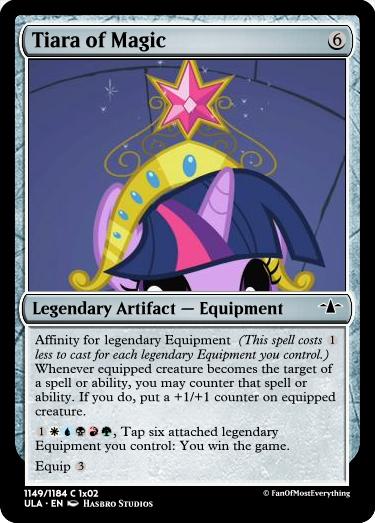 Tiara of Magic 6
Legendary Artifact — Equipment
Affinity for legendary Equipment (This spell costs 1
less to cast for each legendary Equipment you control.)
Whenever equipped creature becomes the target
of a spell or ability, you may counter that spell or
ability. If you do, put a +1/+1 counter on equipped
creature.
1, Tap six attached legendary
Equipment you control: You win the game.
Equip 3
1149/1184 C 1x02
ULA • EN Hasbro Studios
© FanOfMostEverything